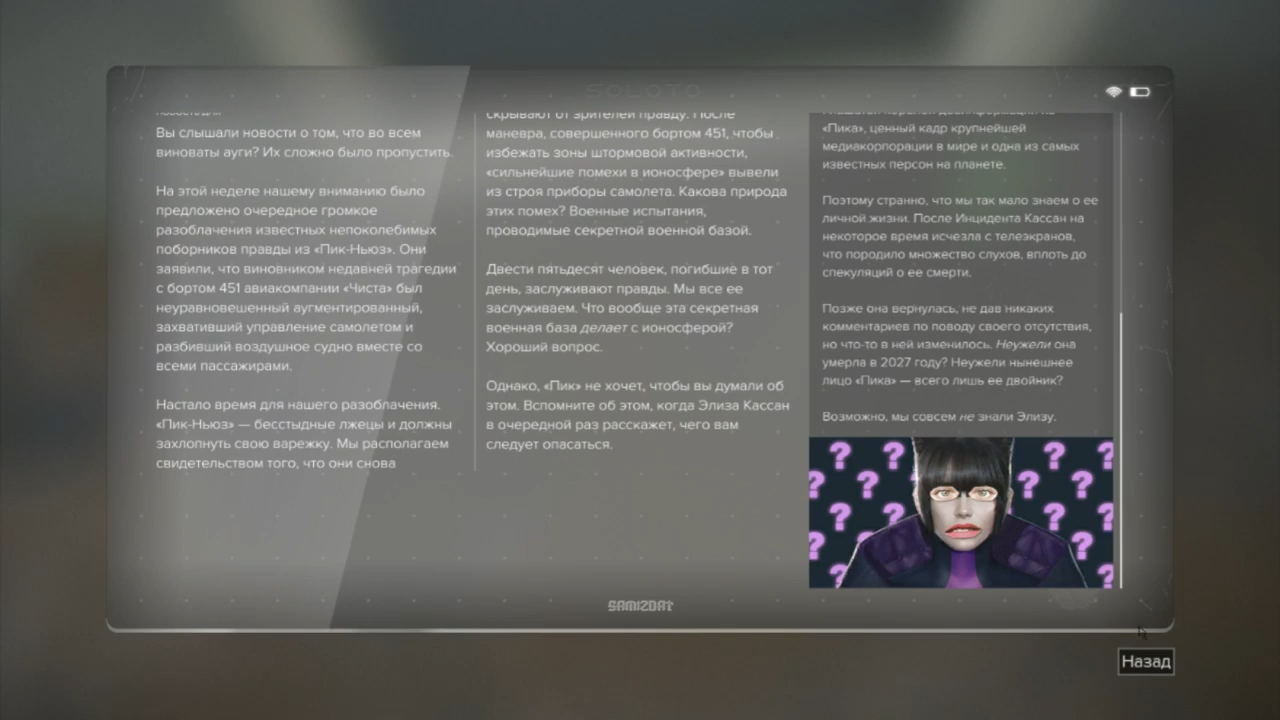 SOLOTO
Вы слышали новости о том, что во всем
виноваты ауги? Их сложно было пропустить.
На этой неделе нашему вниманию было
предложено очередное громкое
разоблачения известных непоколебимых
поборников правды из «Пик-Ньюз». Они
заявили, что виновником недавней трагедии
с бортом 451 авиакомпании «Чиста» был
неуравновешенный аугментированный,
захвативший управление самолетом и
разбивший воздушное судно вместе со
всеми пассажирами.
Настало время для нашего разоблачения.
«Пик-Ньюз» — бесстыдные лжецы и должны
захлопнуть свою варежку. Мы располагаем
свидетельством того, что они снова
скрывают от зрителей правду. После
маневра, совершенного бортом 451, чтобы
избежать зоны штормовой активности,
«сильнейшие помехи в ионосфере» вывели
из строя приборы самолета. Какова природа
этих помех? Военные испытания,
проводимые секретной военной базой.
Двести пятьдесят человек, погибшие в тот
день, заслуживают правды. Мы все ее
заслуживаем. Что вообще эта секретная
военная база делает с ионосферой?
Хороший вопрос.
Однако, «Пик» не хочет, чтобы вы думали об
этом. Вспомните об этом, когда Элиза Кассан
в очередной раз расскажет, чего вам
следует опасаться.
«Пика», ценный кадр крупнейшей
медиакорпорации в мире и одна из самых
известных персон на планете.
Поэтому странно, что мы так мало знаем о ее
личной жизни. После Инцидента Кассан на
некоторое время исчезла с телеэкранов,
что породило множество слухов, вплоть до
спекуляций о ее смерти.
Позже она вернулась, не дав никаких
комментариев по поводу своего отсутствия,
но что-то в ней изменилось. Неужели она
умерла в 2027 году? Неужели нынешнее
лицо «Пика» — всего лишь ее двойник?
Возможно, мы совсем не знали Элизу.
? ? ? ?
? ? ?
? ?
? ?
? ?
SAMIZDAT
Назад